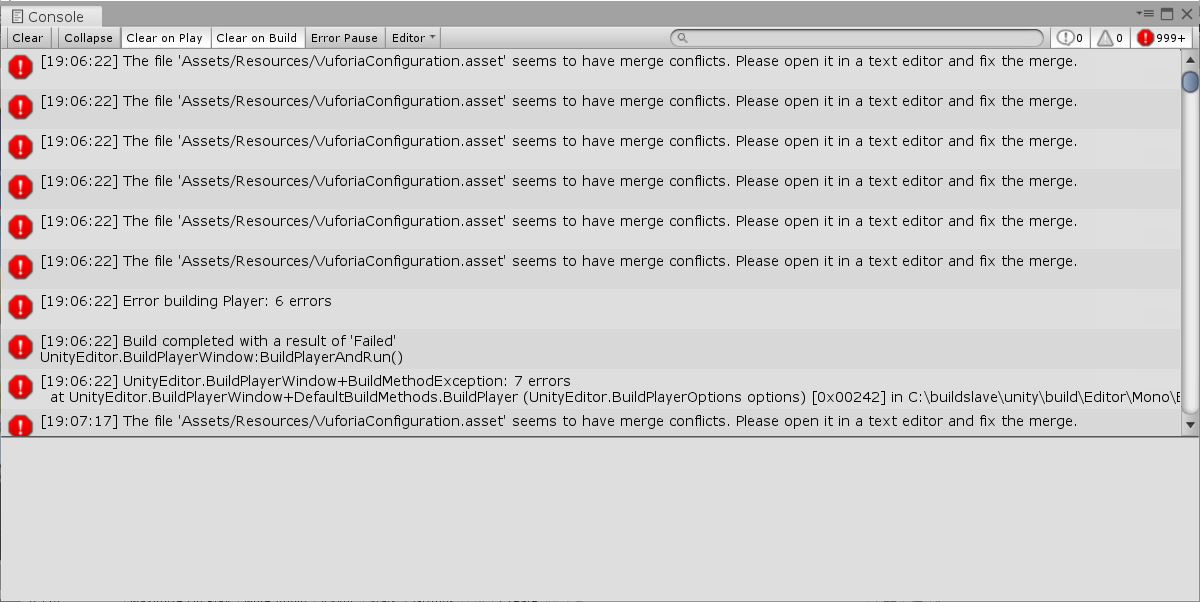 Console
Clear Collapse Clear on Play Clear on Build Error Pause Editor 0 0 999+
[19:06:22] The file 'Assets/Resources/VuforiaConfiguration.asset' seems to have merge conflicts. Please open it in a text editor and fix the merge.
[19:06:22] The file 'Assets/Resources/VuforiaConfiguration.asset' seems to have merge conflicts. Please open it in a text editor and fix the merge.
[19:06:22] The file 'Assets/Resources/VuforiaConfiguration.asset' seems to have merge conflicts. Please open it in a text editor and fix the merge.
[19:06:22] The file 'Assets/Resources/VuforiaConfiguration.asset' seems to have merge conflicts. Please open it in a text editor and fix the merge.
[19:06:22] The file 'Assets/Resources/VuforiaConfiguration.asset' seems to have merge conflicts. Please open it in a text editor and fix the merge.
[19:06:22] The file 'Assets/Resources/VuforiaConfiguration.asset' seems to have merge conflicts. Please open it in a text editor and fix the merge.
[19:06:22] Error building Player: 6 errors
[19:06:22] Build completed with a result of 'Failed'
UnityEditor.BuildPlayerWindow:BuildPlayerAndRun()
[19:06:22] UnityEditor.BuildPlayerWindow+BuildMethodException: 7 errors
at UnityEditor.BuildPlayerWindow+DefaultBuildMethods.BuildPlayer (UnityEditor.BuildPlayerOptions options) [0x00242] in C:\buildslave\unity\build\Editor\Mono\
[19:07:17] The file 'Assets/Resources/VuforiaConfiguration.asset' seems to have merge conflicts. Please open it in a text editor and fix the merge.